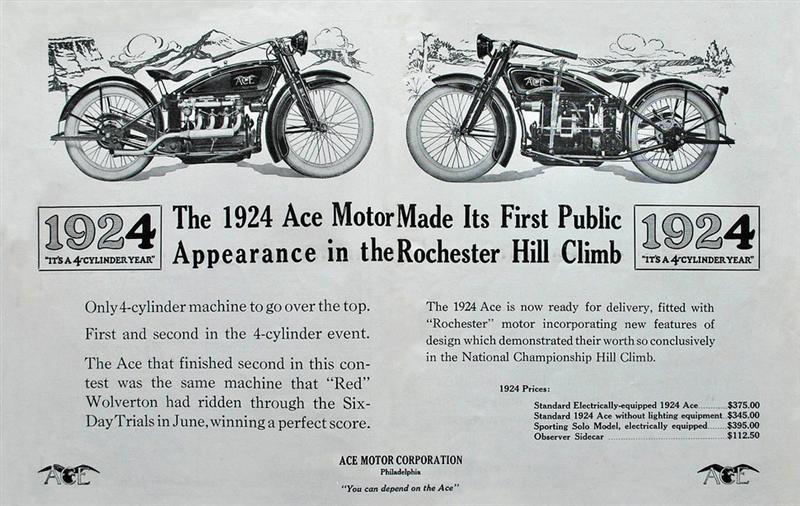 ACE
ACE
1924
"IT'S A 4-CYLINDER YEAR"
The 1924 Ace Motor Made Its First Public
Appearance in the Rochester Hill Climb
1924
"IT'S A 4-CYLINDER YEAR"
Only 4-cylinder machine to go over the top.
First and second in the 4-cylinder event.
The Ace that finished second in this con-
test was the same machine that "Red"
Wolverton had ridden through the Six-
Day Trials in June, winning a perfect score.
The 1924 Ace is now ready for delivery, fitted with
"Rochester" motor incorporating new features of
design which demonstrated their worth so conclusively
in the National Championship Hill Climb.
1924 Prices:
Standard Electrically-equipped 1924 Ace..........$375.00
Standard 1924 Ace without lighting equipment..$345.00
Sporting Solo Model, electrically equipped.......$395.00
Observer Sidecar ................................$112.50
ACE MOTOR CORPORATION
Philadelphia
"You can depend on the Ace"
ACE
ACE